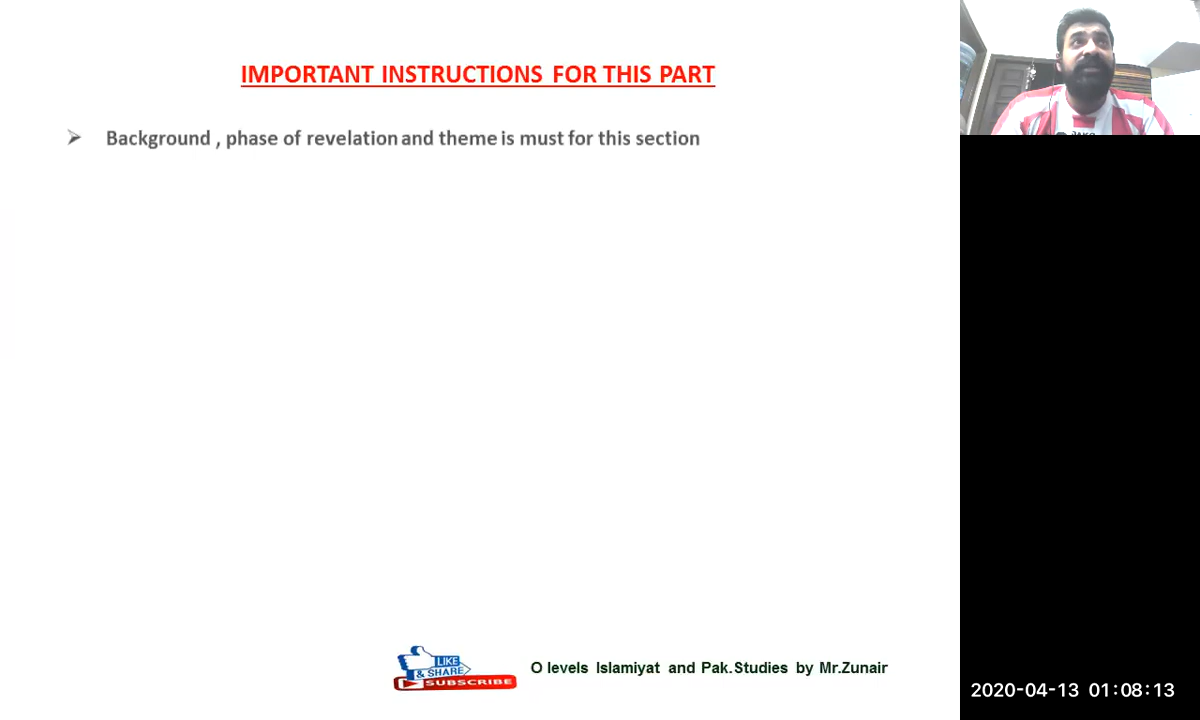 IMPORTANT INSTRUCTIONS FOR THIS PART
➤ Background , phase of revelation and theme is must for this section
LIKE
& SHARE
SUBSCRIBE
O levels Islamiyat and Pak.Studies by Mr.Zunair
2020-04-13 01:08:13